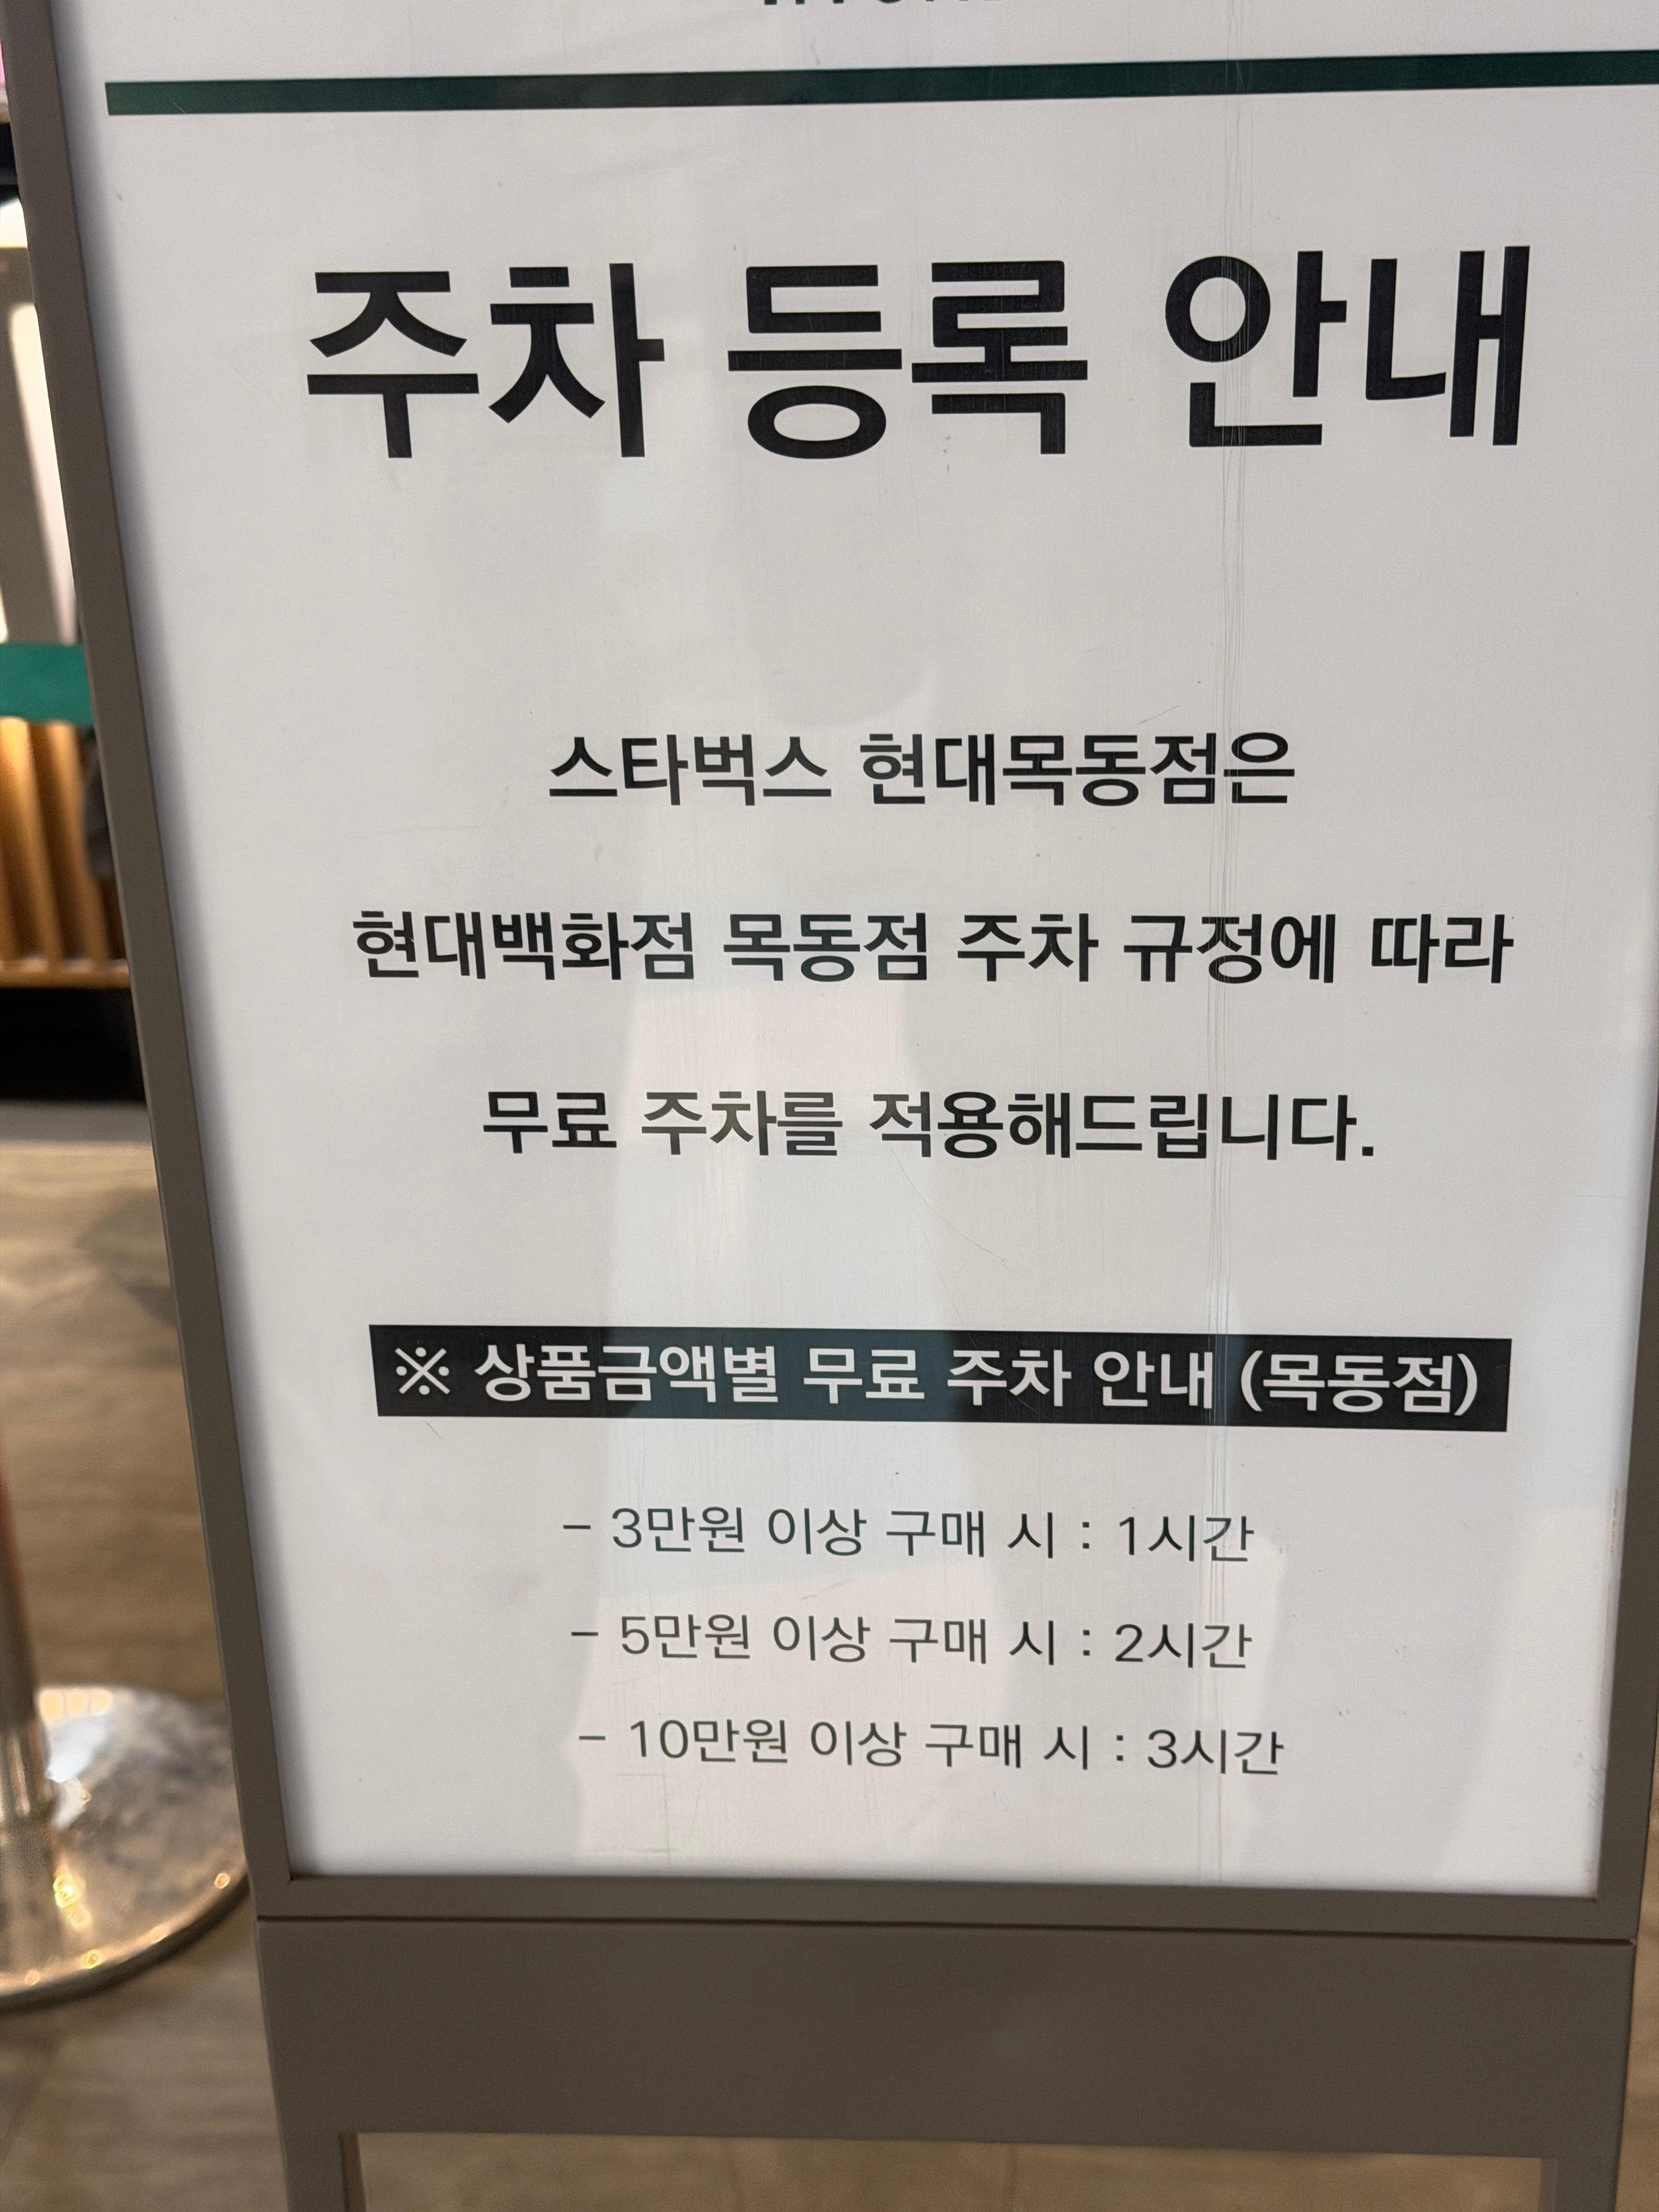 주차 등록 안내
스타벅스 현대목동점은
현대백화점 목동점 주차 규정에 따라
무료 주차를 적용해드립니다.
※ 상품금액별 무료 주차 안내 (목동점)
- 3만원 이상 구매 시 : 1시간
- 5만원 이상 구매 시 : 2시간
- 10만원 이상 구매 시 : 3시간